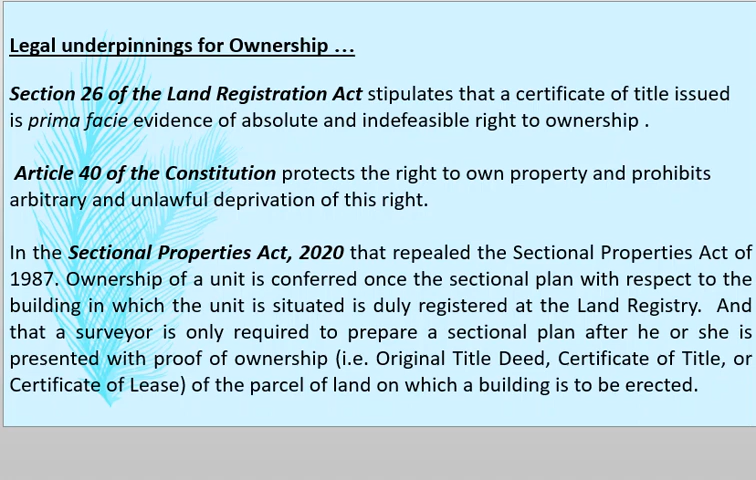 Legal underpinnings for Ownership …
Section 26 of the Land Registration Act stipulates that a certificate of title issued
is prima facie evidence of absolute and indefeasible right to ownership .
Article 40 of the Constitution protects the right to own property and prohibits
arbitrary and unlawful deprivation of this right.
In the Sectional Properties Act, 2020 that repealed the Sectional Properties Act of
1987. Ownership of a unit is conferred once the sectional plan with respect to the
building in which the unit is situated is duly registered at the Land Registry. And
that a surveyor is only required to prepare a sectional plan after he or she is
presented with proof of ownership (i.e. Original Title Deed, Certificate of Title, or
Certificate of Lease) of the parcel of land on which a building is to be erected.